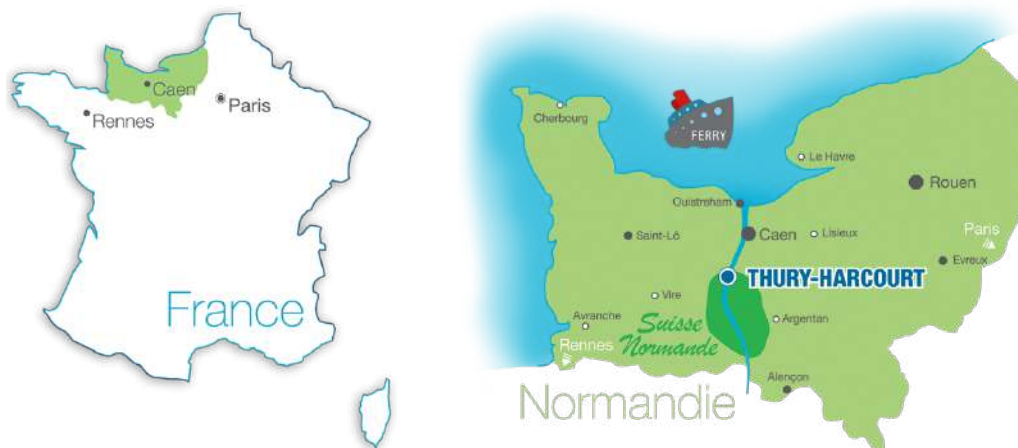 Caen
Paris
Rennes
France
Cherbourg
FERRY
Le Havre
Rouen
Ouistreham
Saint-Lô
Caen
Lisieux
Paris
Evreux
THURY-HARCOURT
Vire
Avranche
Suisse
Normande
Argentan
Rennes
Alençon
Normandie